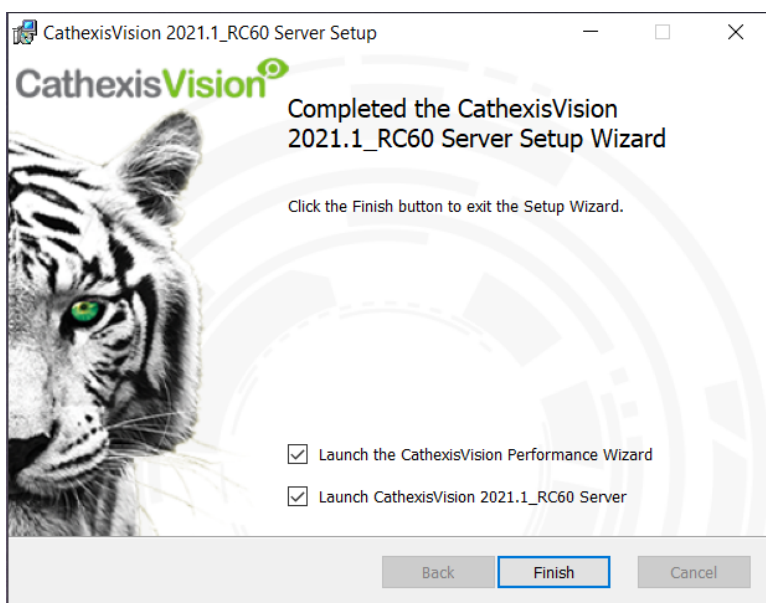 CathexisVision 2021.1_RC60 Server Setup
CathexisVision
Completed the CathexisVision
2021.1_RC60 Server Setup Wizard
Click the Finish button to exit the Setup Wizard.
Launch the CathexisVision Performance Wizard
Launch CathexisVision 2021.1_RC60 Server
Back Finish Cancel